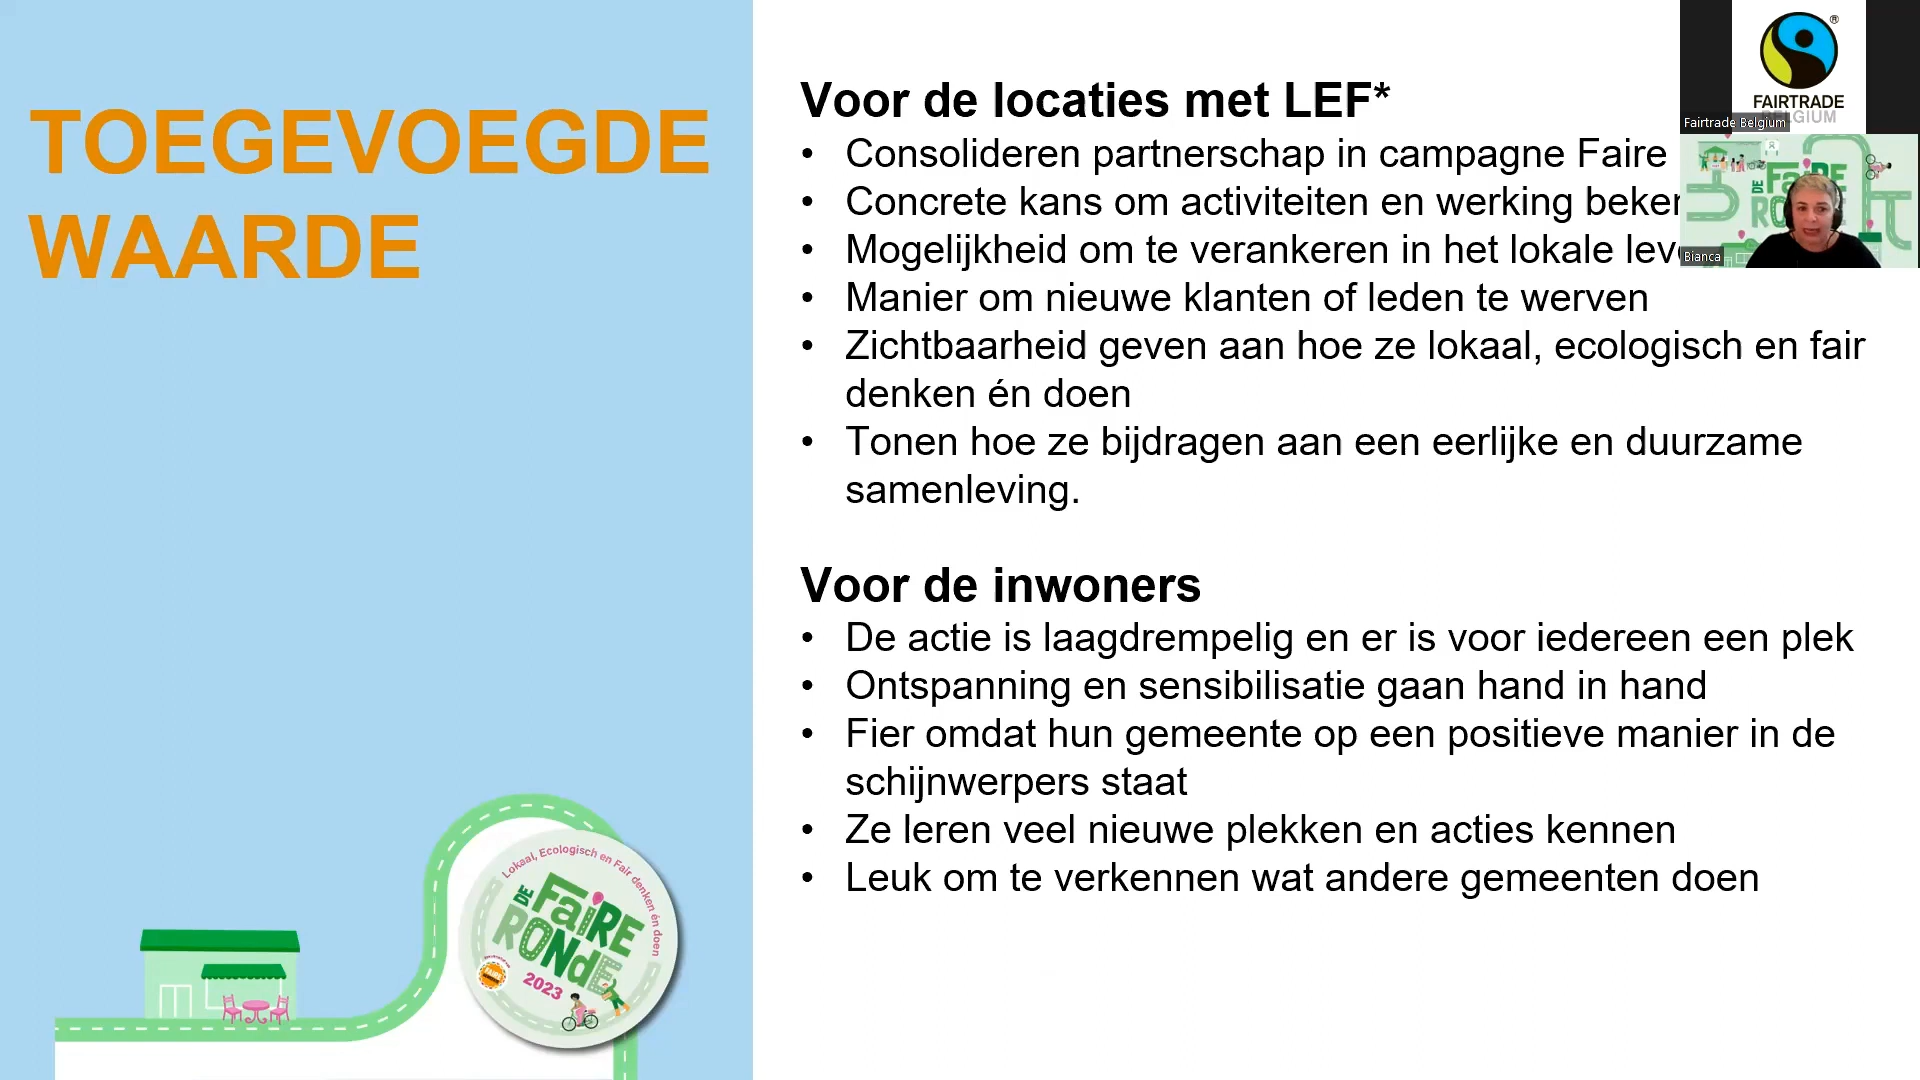 TOEGEVOEGDE
WAARDE
Voor de locaties met LEF*
• Consolideren partnerschap in campagne Faire
• Concrete kans om activiteiten en werking
• Mogelijkheid om te verankeren in het lokale
• Manier om nieuwe klanten of leden te werven
• Zichtbaarheid geven aan hoe ze lokaal, ecologisch en fair
denken én doen
• Tonen hoe ze bijdragen aan een eerlijke en duurzame
samenleving.
Voor de inwoners
• De actie is laagdrempelig en er is voor iedereen een plek
• Ontspanning en sensibilisatie gaan hand in hand
• Fier omdat hun gemeente op een positieve manier in de
schijnwerpers staat
• Ze leren veel nieuwe plekken en acties kennen
• Leuk om te verkennen wat andere gemeenten doen
Lokaal, Ecologisch en Fair denken én doen
DE
FAIRE
RONDE
2023
®
FAIRTRADE
BELGIUM
Fairtrade Belgium
DE FAIRE
Bianca